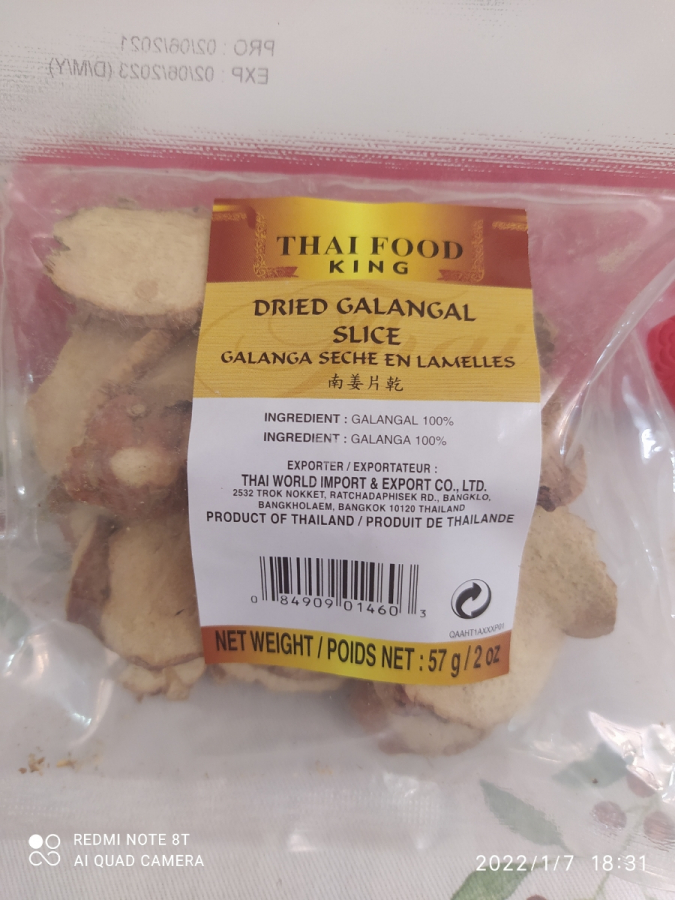 PRO : 02/06/2021
EXP : 02/06/2023 (D/M/Y)
THAI FOOD
KING
DRIED GALANGAL
SLICE
GALANGA SECHE EN LAMELLES
南姜片乾
INGREDIENT : GALANGAL 100%
INGREDIENT : GALANGA 100%
EXPORTER / EXPORTATEUR :
THAI WORLD IMPORT & EXPORT CO., LTD.
2532 TROK NOKKET, RATCHADAPHISEK RD., BANGKLO,
BANGKHOLAEM, BANGKOK 10120 THAILAND
PRODUCT OF THAILAND / PRODUIT DE THAILANDE
0 84909 01460 3
QAAHT1AXXXP01
NET WEIGHT / POIDS NET : 57 g / 2 oz
REDMI NOTE 8T
AI QUAD CAMERA
2022/1/7 18:31